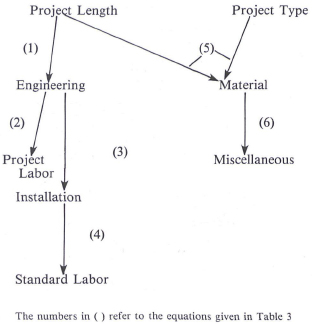 Project Length
Project Type
(1)
(5)
Engineering
Material
(2)
(3)
(6)
Project
Labor
Miscellaneous
Installation
(4)
Standard Labor
The numbers in ( ) refer to the equations given in Table 3